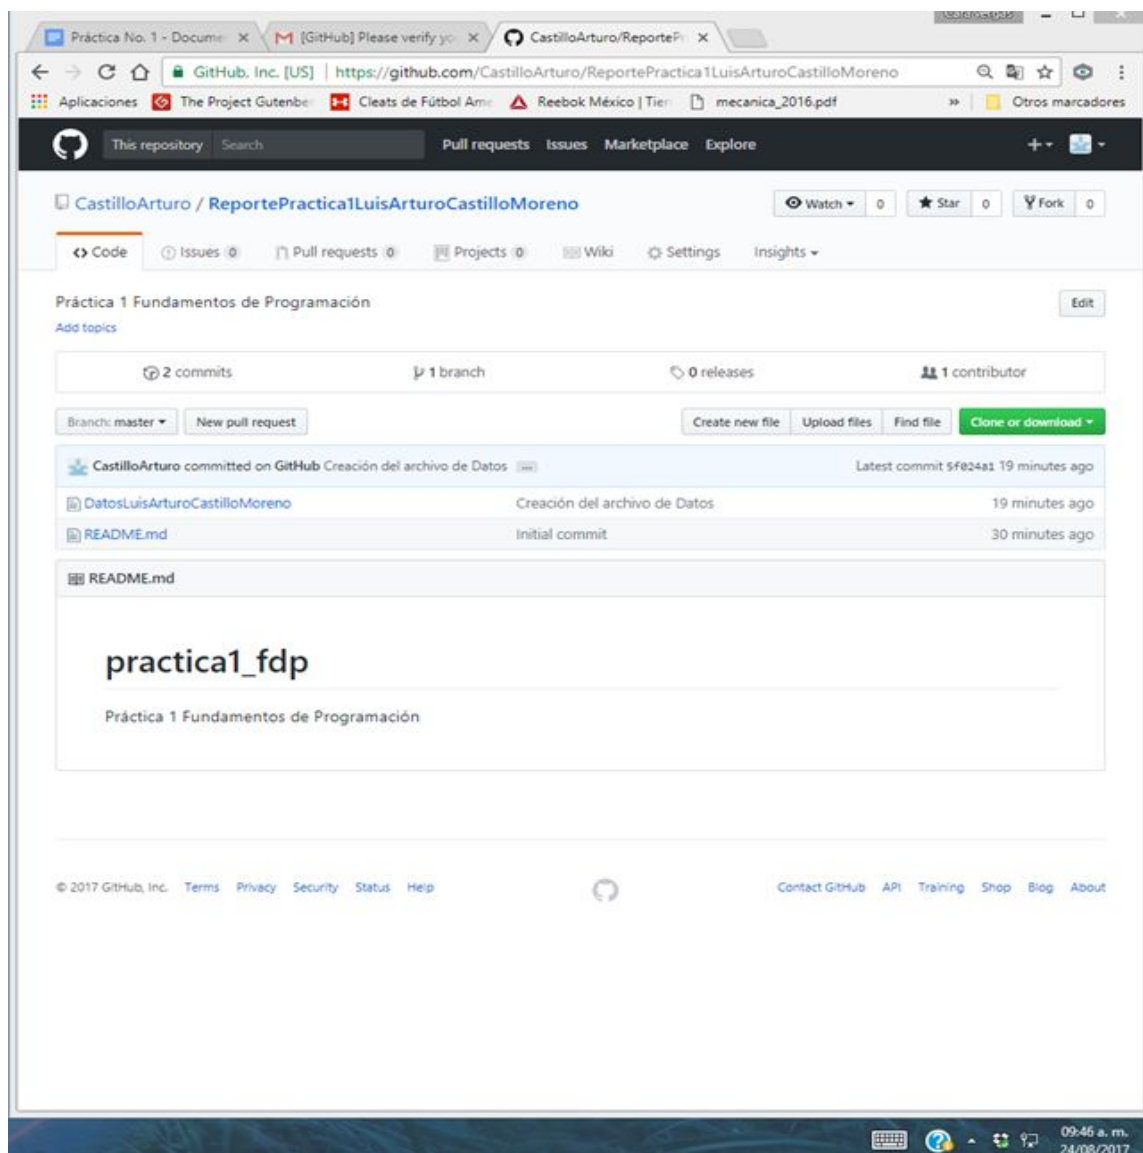 Práctica No. 1 - Docume [GitHub] Please verify yo CastilloArturo/ReporteP
GitHub, Inc. [US] | https://github.com/CastilloArturo/ReportePractica1LuisArturoCastilloMoreno
Aplicaciones The Project Gutenbe Cleats de Fútbol Ame Reebok México | Tien mecanica_2016.pdf » Otros marcadores
This repository Search Pull requests Issues Marketplace Explore
CastilloArturo / ReportePractica1LuisArturoCastilloMoreno Watch 0 Star 0 Fork 0
Code Issues 0 Pull requests 0 Projects 0 Wiki Settings Insights
Práctica 1 Fundamentos de Programación Edit
Add topics
2 commits 1 branch 0 releases 1 contributor
Branch: master New pull request Create new file Upload files Find file Clone or download
CastilloArturo committed on GitHub Creación del archivo de Datos ... Latest commit 5f024a1 19 minutes ago
DatosLuisArturoCastilloMoreno Creación del archivo de Datos 19 minutes ago
README.md Initial commit 30 minutes ago
README.md
practica1_fdp
Práctica 1 Fundamentos de Programación
© 2017 GitHub, Inc. Terms Privacy Security Status Help Contact GitHub API Training Shop Blog About
09:46 a. m.
24/08/2017